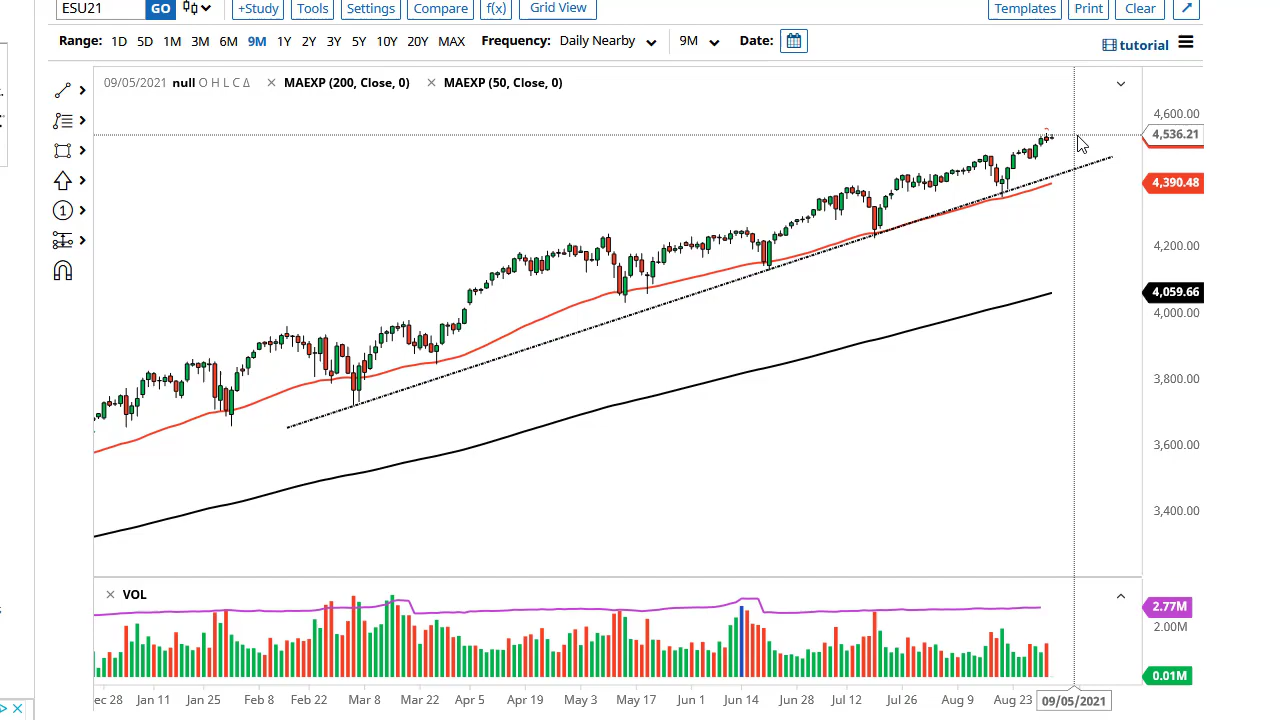 ESU21 GO +Study Tools Settings Compare f(x) Grid View Templates Print Clear
Range: 1D 5D 1M 3M 6M 9M 1Y 2Y 3Y 5Y 10Y 20Y MAX Frequency: Daily Nearby 9M Date:
tutorial
09/05/2021 null O H L C Δ × MAEXP (200, Close, 0) × MAEXP (50, Close, 0)
4,600.00
4,536.21
4,390.48
4,200.00
4,059.66
4,000.00
3,800.00
3,600.00
3,400.00
1
× VOL
2.77M
2.00M
0.01M
ec 28 Jan 11 Jan 25 Feb 8 Feb 22 Mar 8 Mar 22 Apr 5 Apr 19 May 3 May 17 Jun 1 Jun 14 Jun 28 Jul 12 Jul 26 Aug 9 Aug 23 09/05/2021